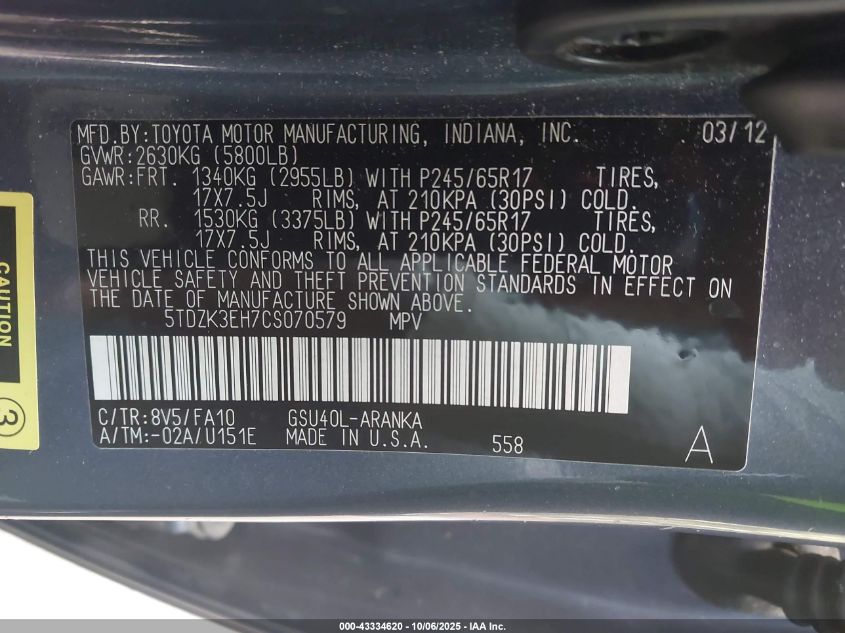 MFD.BY:TOYOTA MOTOR MANUFACTURING, INDIANA, INC. 03/12
GVWR:2630KG (5800LB)
GAWR:FRT. 1340KG (2955LB) WITH P245/65R17 TIRES,
17X7.5J RIMS, AT 210KPA (30PSI) COLD.
RR. 1530KG (3375LB) WITH P245/65R17 TIRES,
17X7.5J RIMS, AT 210KPA (30PSI) COLD.
THIS VEHICLE CONFORMS TO ALL APPLICABLE FEDERAL MOTOR
VEHICLE SAFETY AND THEFT PREVENTION STANDARDS IN EFFECT ON
THE DATE OF MANUFACTURE SHOWN ABOVE.
5TDZK3EH7CS070579 MPV
C/TR:8V5/FA10 GSU40L-ARANKA
A/TM:-02A/U151E MADE IN U.S.A. 558 A
CAUTION
3
000-43334620 - 10/06/2025 - IAA Inc.